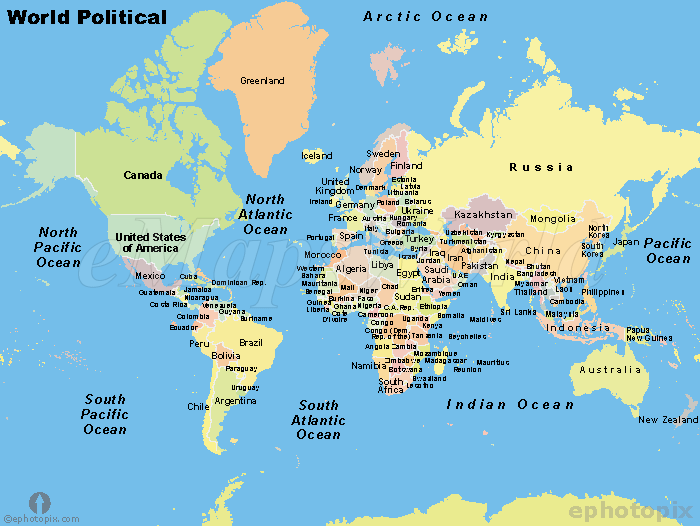 World Political
Arctic Ocean
Greenland
Iceland
Sweden
Norway
Finland
Russia
Canada
United
Kingdom
Estonia
Latvia
Lithuania
Denmark
Ireland
Poland
Belarus
Germany
Ukraine
Kazakhstan
Mongolia
North
Atlantic
Ocean
France
Austria
Hungary
Romania
Italy
Bulgaria
North
Pacific
Ocean
United States
of America
Portugal
Spain
Greece
Turkey
Uzbekistan
Kyrgyzstan
Turkmenistan
North
Korea
South
Korea
Japan
Pacific
Ocean
Morocco
Tunisia
Syria
Israel
Iraq
Iran
Afghanistan
China
Mexico
Cuba
Dominican Rep.
Western
Sahara
Algeria
Libya
Egypt
Jordan
Saudi
Arabia
Pakistan
Nepal
Bhutan
Bangladesh
India
U.A.E
Oman
Guatemala
Jamaica
Nicaragua
Costa Rica
Venezuela
Guyana
Suriname
Colombia
Ecuador
Mauritania
Senegal
Guinea
Liberia
Mali
Niger
Chad
Burkina Faso
Ghana
Nigeria
Cote
D'Ivoire
Sudan
Eritrea
Yemen
Ethiopia
C.A. Rep.
Cameroon
Somalia
Maldives
Sri Lanka
Myanmar
Vietnam
Thailand
Laos
Philippines
Cambodia
Malaysia
Indonesia
Papua
New Guinea
Peru
Brazil
Bolivia
Paraguay
Uruguay
Chile
Argentina
Congo
Uganda
Kenya
Congo (Dem.
Rep.of the)
Tanzania
Seychelles
Angola
Zambia
Mozambique
Zimbabwe
Madagascar
Mauritius
Reunion
Namibia
Botswana
Swaziland
Lesotho
South
Africa
South
Pacific
Ocean
South
Atlantic
Ocean
Indian Ocean
Australia
New Zealand
©ephotopix.com
ephotopix